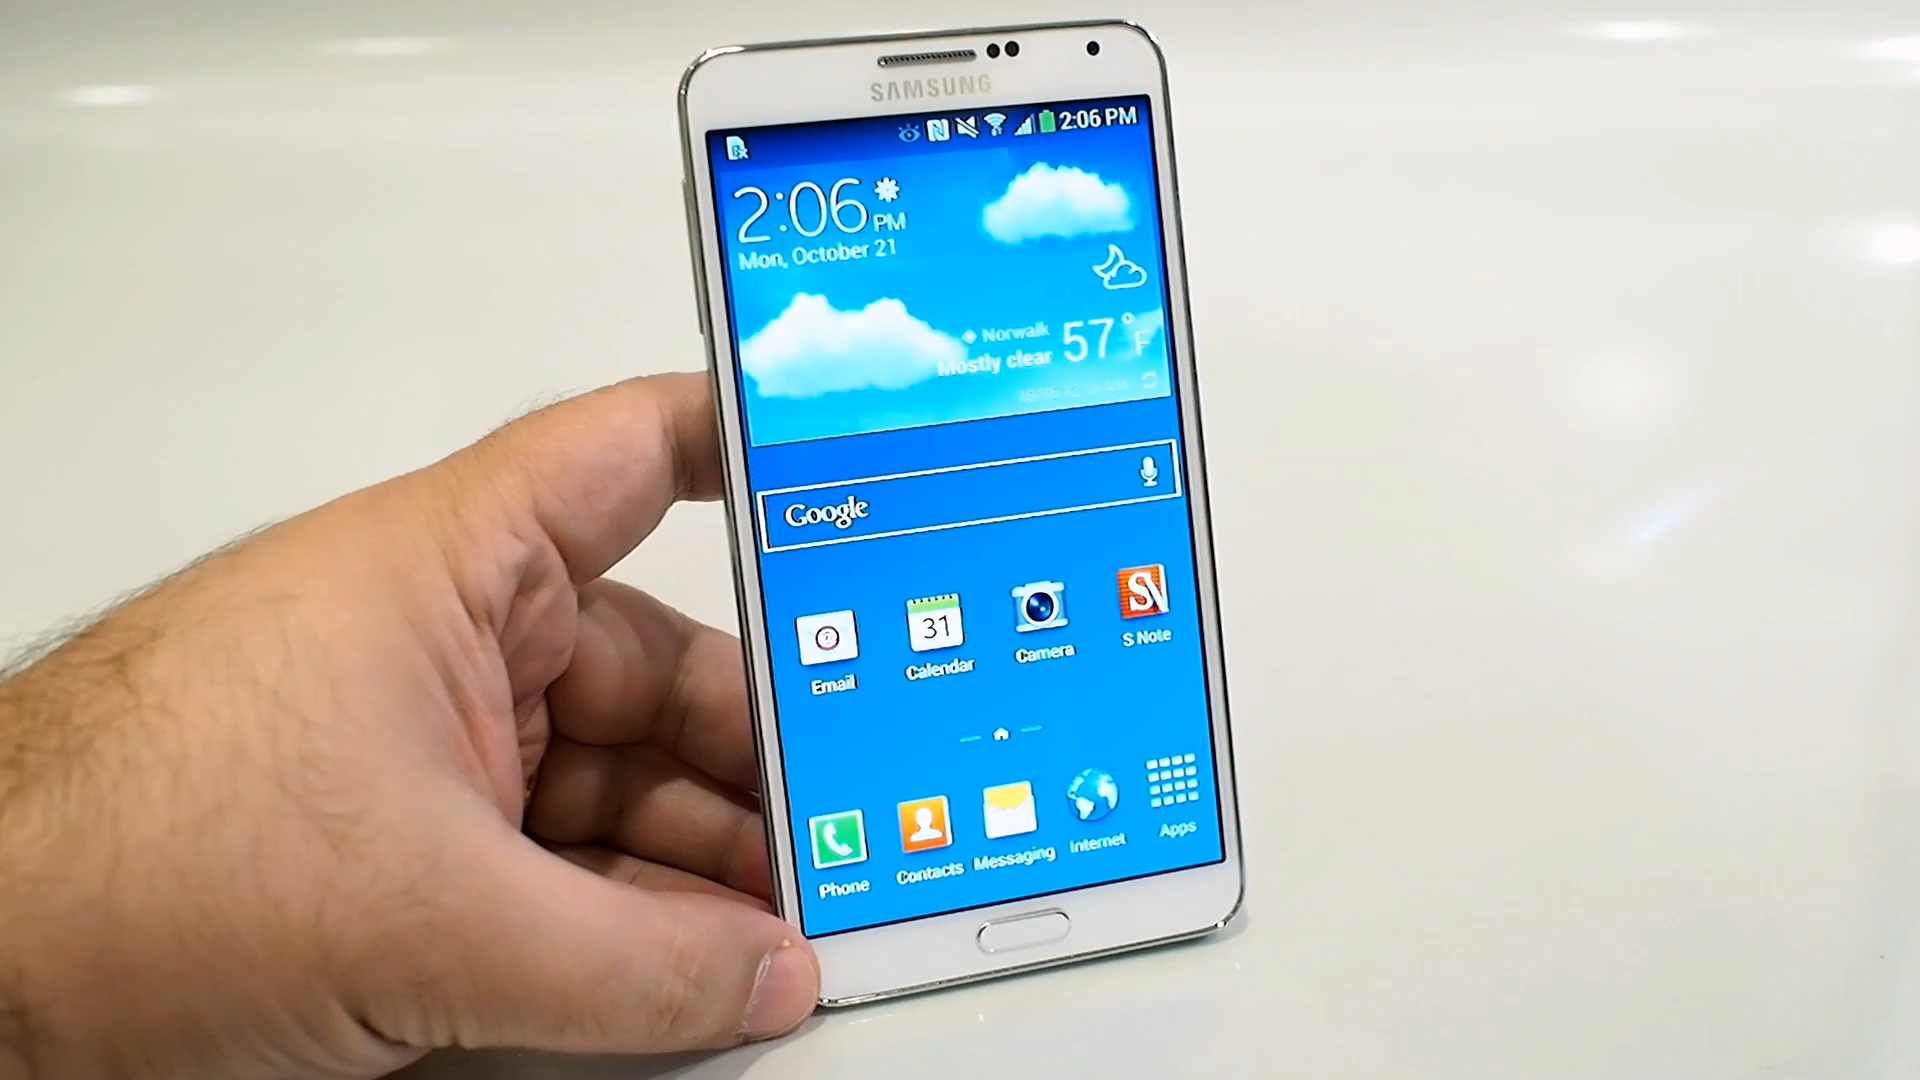 SAMSUNG
2:06 PM
2:06 PM
Mon, October 21
Norwalk
Mostly clear
57°F
Google
Email
Calendar
31
Camera
S Note
Phone
Contacts
Messaging
Internet
Apps